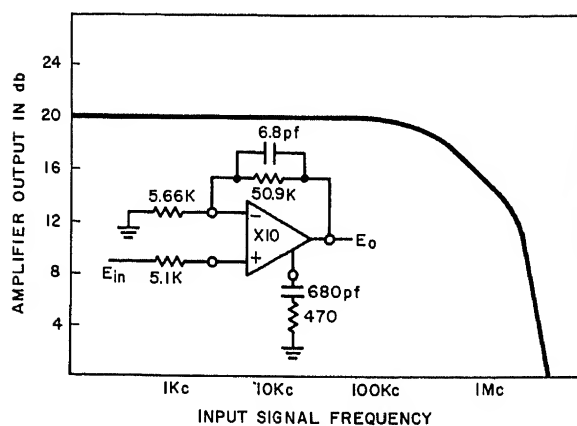 AMPLIFIER OUTPUT IN db
24
20
16
12
8
4
6.8pf
50.9K
5.66K
−
X10
+
Eo
Ein
5.1K
680pf
470
1Kc
10Kc
100Kc
1Mc
INPUT SIGNAL FREQUENCY